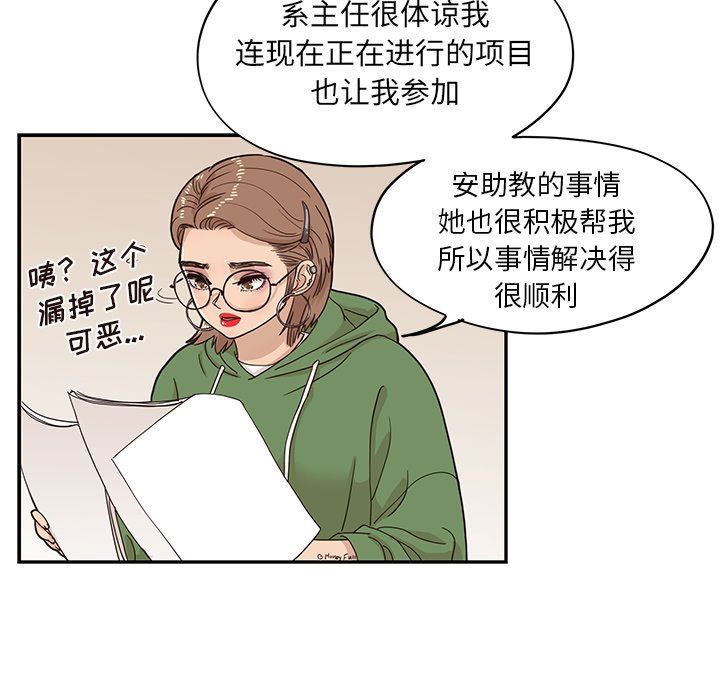 系主任很体谅我
连现在正在进行的项目
也让我参加
安助教的事情
她也很积极帮我
所以事情解决得
很顺利
咦？这个
漏掉了呢
可恶...